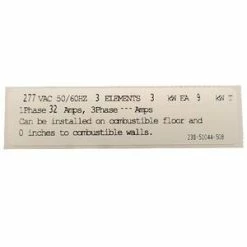 277 VAC 50/60HZ 3 ELEMENTS 3 kW EA 9 kW T
1Phase 32 Amps, 3Phase --- Amps
Can be installed on combustible floor and
0 inches to combustible walls.
238-50044-508